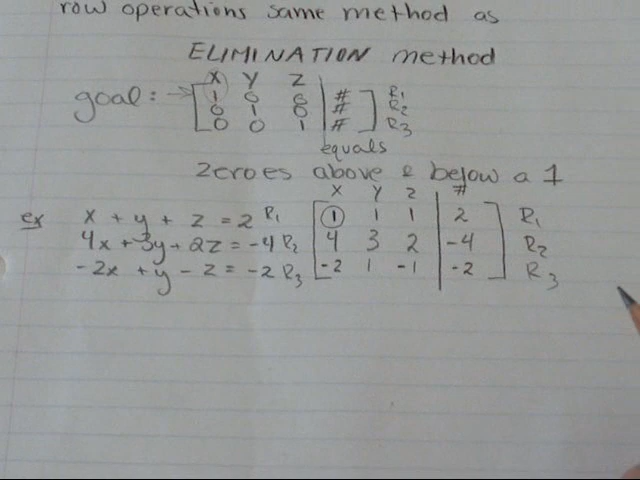 row operations same method as
ELIMINATION method
X Y Z
goal: → [ 1 0 0 | # ] R1
0 1 0 | # R2
0 0 1 | # R3
equals
zeroes above & below a 1
X Y Z #
ex x + y + z = 2 R1 [ 1 1 1 | 2 ] R1
4x + 3y + 2z = -4 R2 4 3 2 | -4 R2
-2x + y - z = -2 R3 -2 1 -1 | -2 R3